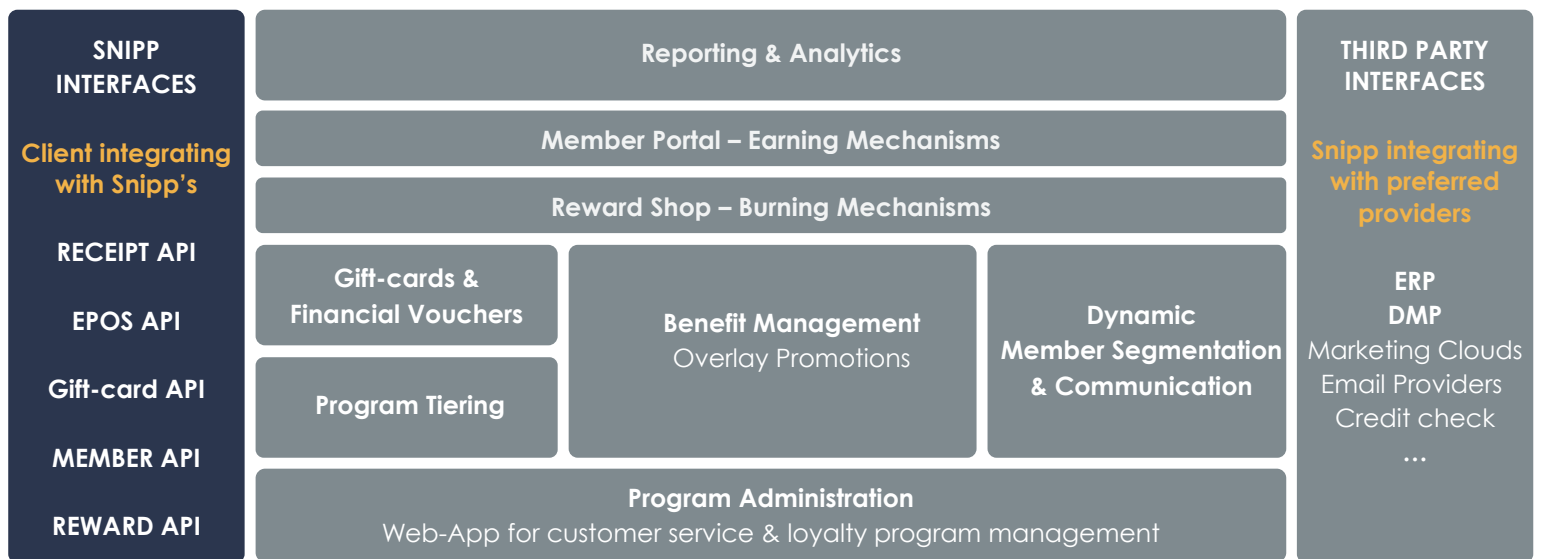 SNIPP
INTERFACES
Client integrating
with Snipp's
RECEIPT API
EPOS API
Gift-card API
MEMBER API
REWARD API
Reporting & Analytics
Member Portal – Earning Mechanisms
Reward Shop – Burning Mechanisms
Gift-cards &
Financial Vouchers
Program Tiering
Benefit Management
Overlay Promotions
Dynamic
Member Segmentation
& Communication
Program Administration
Web-App for customer service & loyalty program management
THIRD PARTY
INTERFACES
Snipp integrating
with preferred
providers
ERP
DMP
Marketing Clouds
Email Providers
Credit check
...